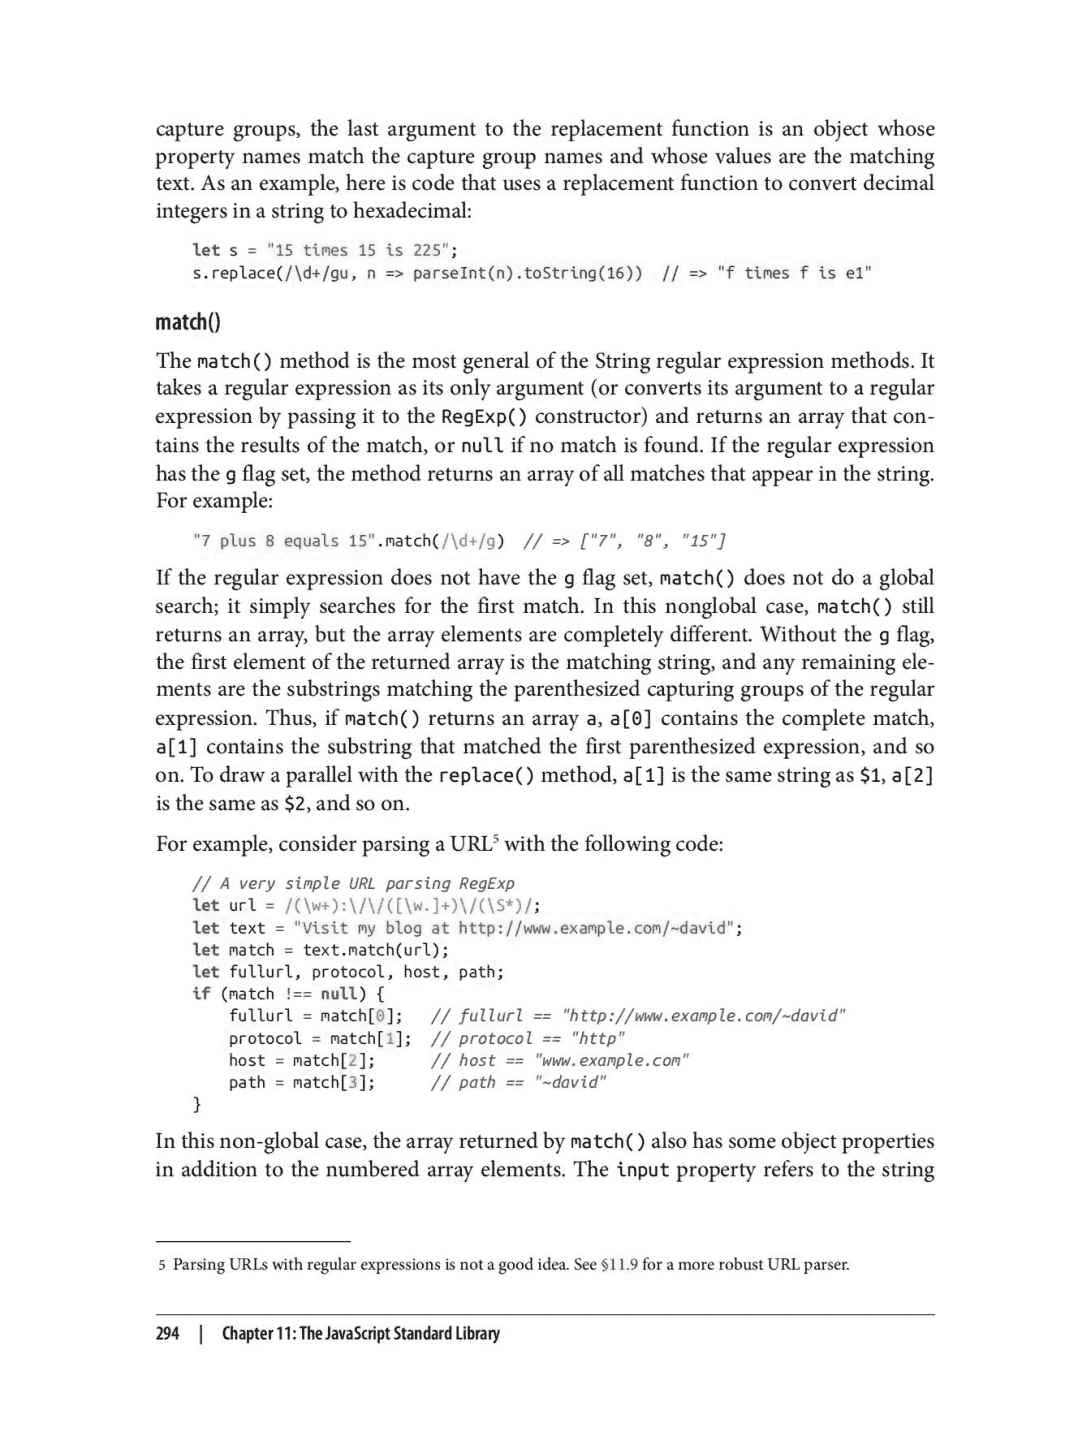 capture groups, the last argument to the replacement function is an object whose
property names match the capture group names and whose values are the matching
text. As an example, here is code that uses a replacement function to convert decimal
integers in a string to hexadecimal:
let s = "15 times 15 is 225";
s.replace(/\d+/gu, n => parseInt(n).toString(16))  // => "f times f is e1"
match()
The match() method is the most general of the String regular expression methods. It
takes a regular expression as its only argument (or converts its argument to a regular
expression by passing it to the RegExp() constructor) and returns an array that con-
tains the results of the match, or null if no match is found. If the regular expression
has the g flag set, the method returns an array of all matches that appear in the string.
For example:
"7 plus 8 equals 15".match(/\d+/g)  // => ["7", "8", "15"]
If the regular expression does not have the g flag set, match() does not do a global
search; it simply searches for the first match. In this nonglobal case, match() still
returns an array, but the array elements are completely different. Without the g flag,
the first element of the returned array is the matching string, and any remaining ele-
ments are the substrings matching the parenthesized capturing groups of the regular
expression. Thus, if match() returns an array a, a[0] contains the complete match,
a[1] contains the substring that matched the first parenthesized expression, and so
on. To draw a parallel with the replace() method, a[1] is the same string as $1, a[2]
is the same as $2, and so on.
For example, consider parsing a URL⁵ with the following code:
// A very simple URL parsing RegExp
let url = /(\w+):\/\/([\w.]+)\/(\S*)/;
let text = "Visit my blog at http://www.example.com/~david";
let match = text.match(url);
let fullurl, protocol, host, path;
if (match !== null) {
    fullurl = match[0];   // fullurl == "http://www.example.com/~david"
    protocol = match[1];  // protocol == "http"
    host = match[2];      // host == "www.example.com"
    path = match[3];      // path == "~david"
}
In this non-global case, the array returned by match() also has some object properties
in addition to the numbered array elements. The input property refers to the string
5 Parsing URLs with regular expressions is not a good idea. See §11.9 for a more robust URL parser.
294 | Chapter 11: The JavaScript Standard Library